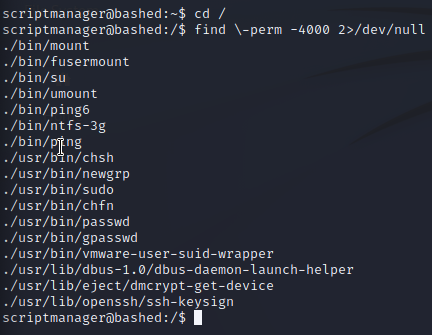 scriptmanager@bashed:~$ cd /
scriptmanager@bashed:/$ find \-perm -4000 2>/dev/null
./bin/mount
./bin/fusermount
./bin/su
./bin/umount
./bin/ping6
./bin/ntfs-3g
./bin/ping
./usr/bin/chsh
./usr/bin/newgrp
./usr/bin/sudo
./usr/bin/chfn
./usr/bin/passwd
./usr/bin/gpasswd
./usr/bin/vmware-user-suid-wrapper
./usr/lib/dbus-1.0/dbus-daemon-launch-helper
./usr/lib/eject/dmcrypt-get-device
./usr/lib/openssh/ssh-keysign
scriptmanager@bashed:/$